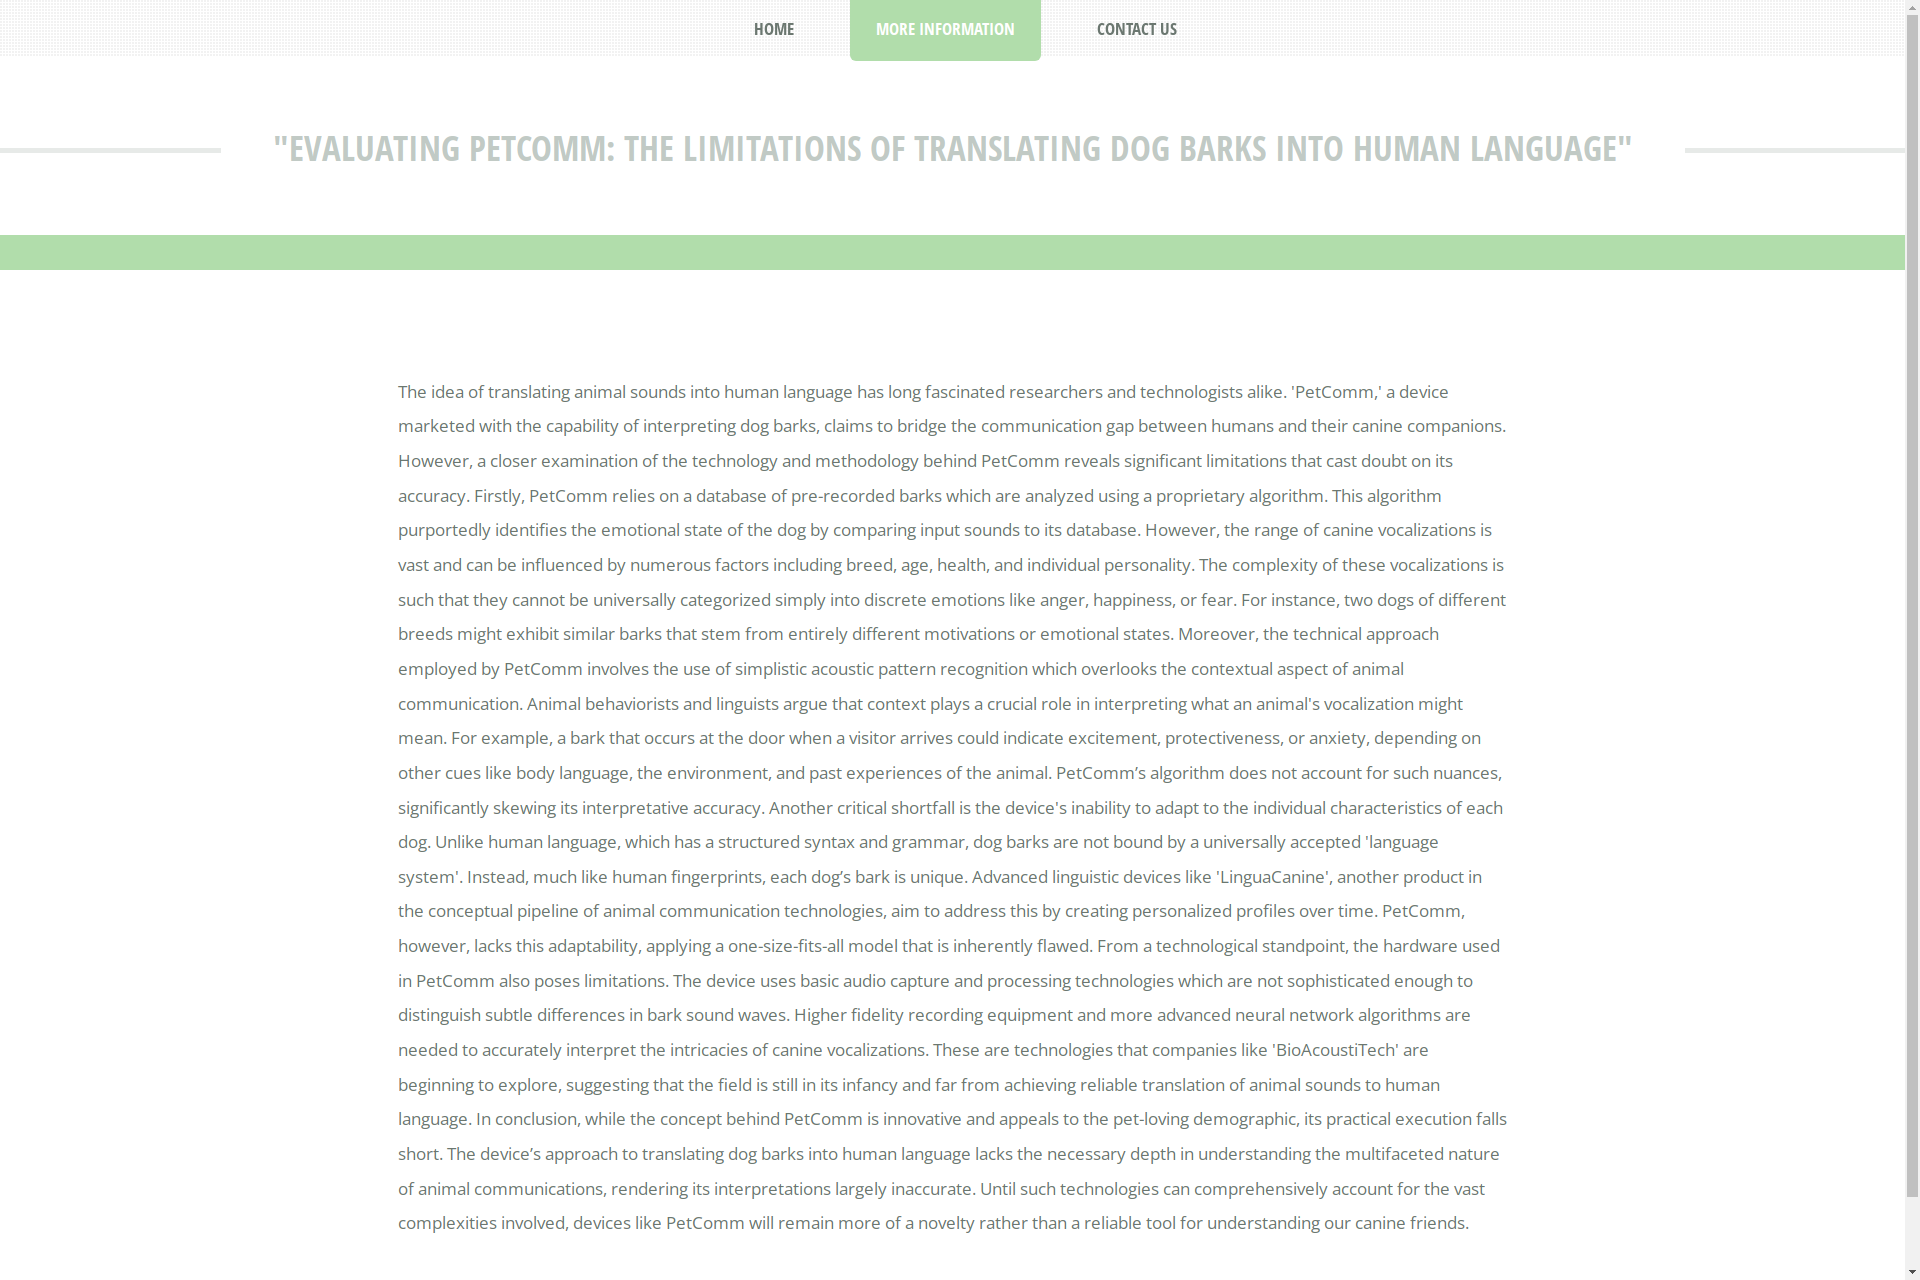 HOME
MORE INFORMATION
CONTACT US
"EVALUATING PETCOMM: THE LIMITATIONS OF TRANSLATING DOG BARKS INTO HUMAN LANGUAGE"
The idea of translating animal sounds into human language has long fascinated researchers and technologists alike. 'PetComm,' a device
marketed with the capability of interpreting dog barks, claims to bridge the communication gap between humans and their canine companions.
However, a closer examination of the technology and methodology behind PetComm reveals significant limitations that cast doubt on its
accuracy. Firstly, PetComm relies on a database of pre-recorded barks which are analyzed using a proprietary algorithm. This algorithm
purportedly identifies the emotional state of the dog by comparing input sounds to its database. However, the range of canine vocalizations is
vast and can be influenced by numerous factors including breed, age, health, and individual personality. The complexity of these vocalizations is
such that they cannot be universally categorized simply into discrete emotions like anger, happiness, or fear. For instance, two dogs of different
breeds might exhibit similar barks that stem from entirely different motivations or emotional states. Moreover, the technical approach
employed by PetComm involves the use of simplistic acoustic pattern recognition which overlooks the contextual aspect of animal
communication. Animal behaviorists and linguists argue that context plays a crucial role in interpreting what an animal's vocalization might
mean. For example, a bark that occurs at the door when a visitor arrives could indicate excitement, protectiveness, or anxiety, depending on
other cues like body language, the environment, and past experiences of the animal. PetComm’s algorithm does not account for such nuances,
significantly skewing its interpretative accuracy. Another critical shortfall is the device's inability to adapt to the individual characteristics of each
dog. Unlike human language, which has a structured syntax and grammar, dog barks are not bound by a universally accepted 'language
system'. Instead, much like human fingerprints, each dog’s bark is unique. Advanced linguistic devices like 'LinguaCanine', another product in
the conceptual pipeline of animal communication technologies, aim to address this by creating personalized profiles over time. PetComm,
however, lacks this adaptability, applying a one-size-fits-all model that is inherently flawed. From a technological standpoint, the hardware used
in PetComm also poses limitations. The device uses basic audio capture and processing technologies which are not sophisticated enough to
distinguish subtle differences in bark sound waves. Higher fidelity recording equipment and more advanced neural network algorithms are
needed to accurately interpret the intricacies of canine vocalizations. These are technologies that companies like 'BioAcoustiTech' are
beginning to explore, suggesting that the field is still in its infancy and far from achieving reliable translation of animal sounds to human
language. In conclusion, while the concept behind PetComm is innovative and appeals to the pet-loving demographic, its practical execution falls
short. The device’s approach to translating dog barks into human language lacks the necessary depth in understanding the multifaceted nature
of animal communications, rendering its interpretations largely inaccurate. Until such technologies can comprehensively account for the vast
complexities involved, devices like PetComm will remain more of a novelty rather than a reliable tool for understanding our canine friends.